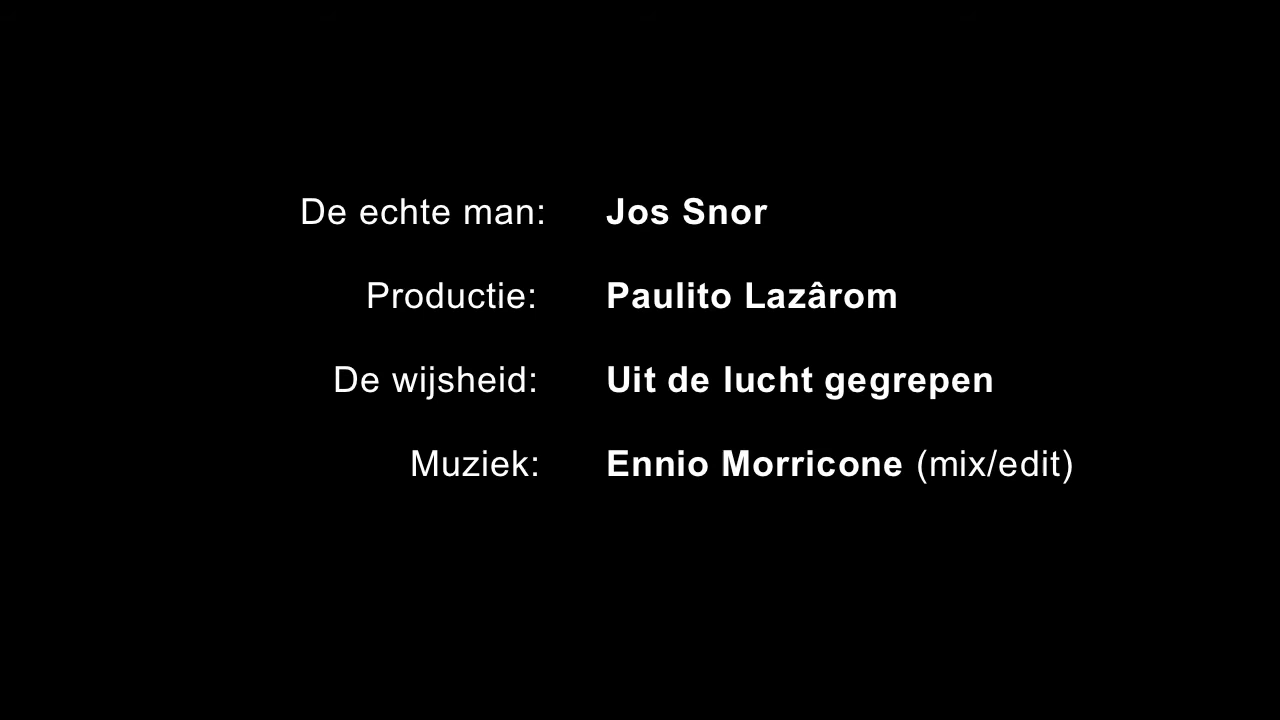 De echte man: Jos Snor
Productie: Paulito Lazârom
De wijsheid: Uit de lucht gegrepen
Muziek: Ennio Morricone (mix/edit)